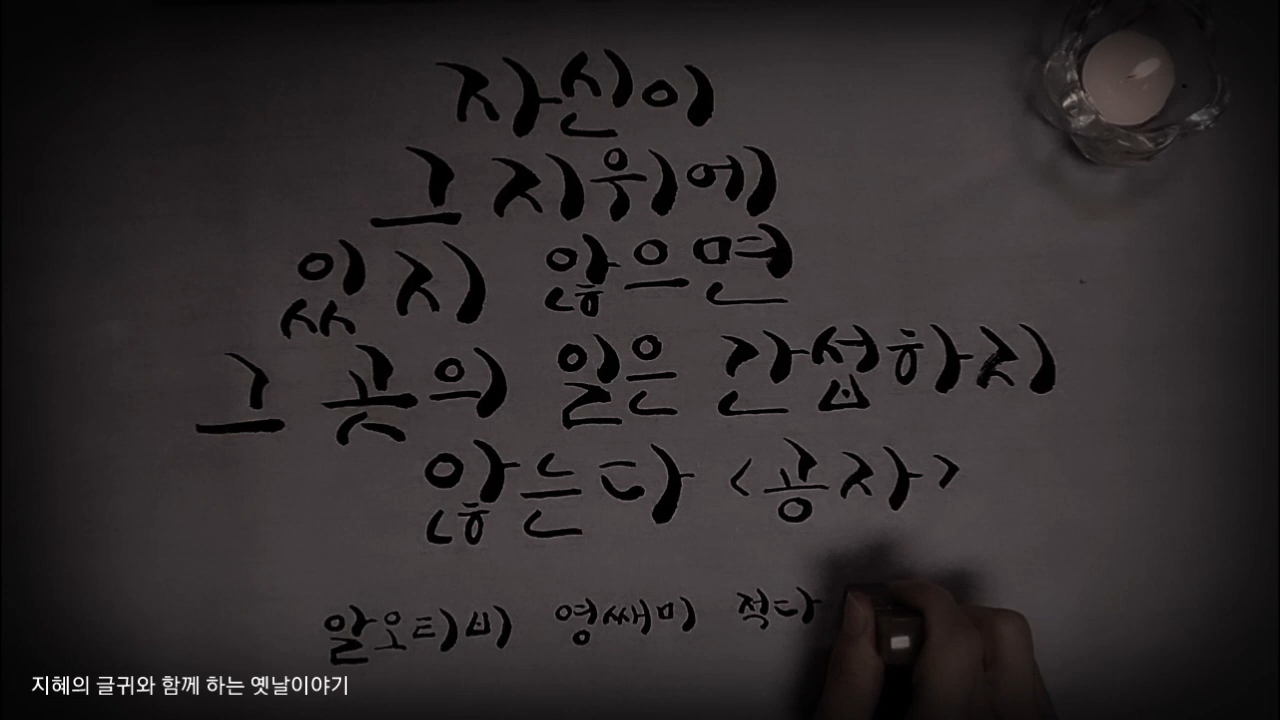 자신이
그 지위에
있지 않으면
그 곳의 일은 간섭하지
않는다 <공자>
알오티비 영쌔미 적다
지혜의 글귀와 함께 하는 옛날이야기